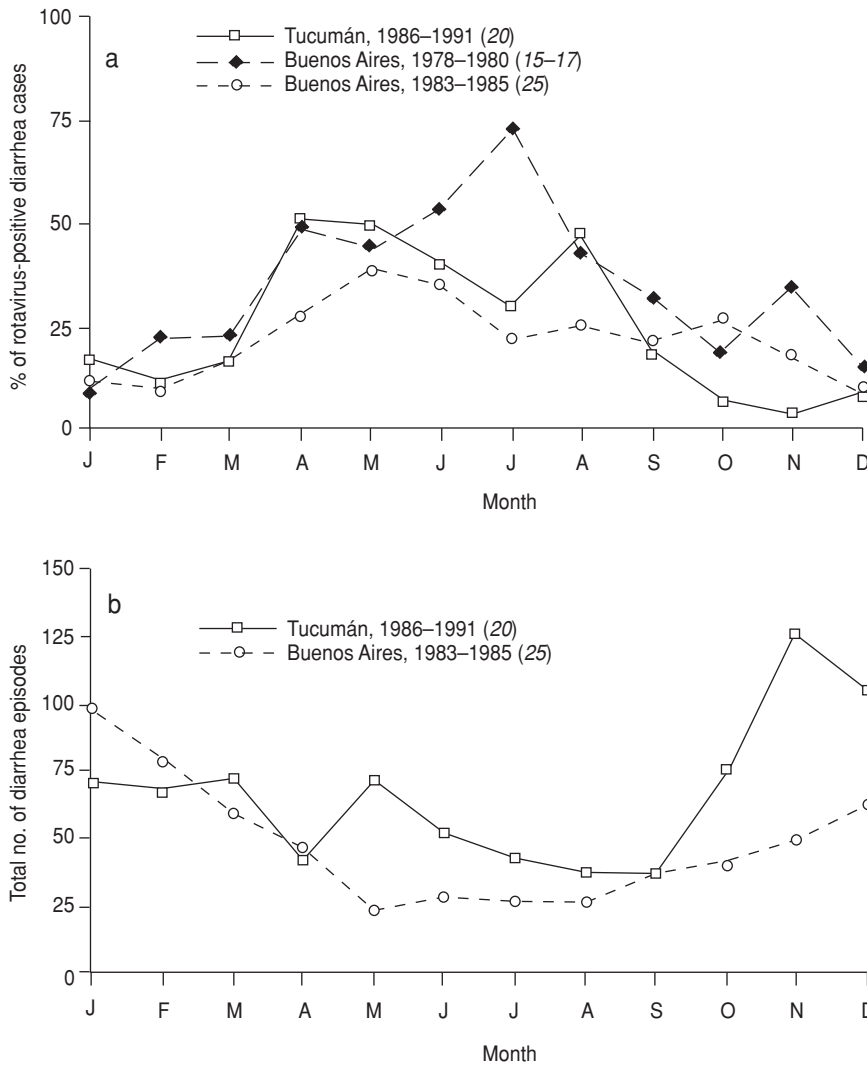 a
Tucumán, 1986–1991 (20)
Buenos Aires, 1978–1980 (15–17)
Buenos Aires, 1983–1985 (25)
% of rotavirus-positive diarrhea cases
100
75
50
25
0
J F M A M J J A S O N D
Month
b
Tucumán, 1986–1991 (20)
Buenos Aires, 1983–1985 (25)
Total no. of diarrhea episodes
150
125
100
75
50
25
0
J F M A M J J A S O N D
Month